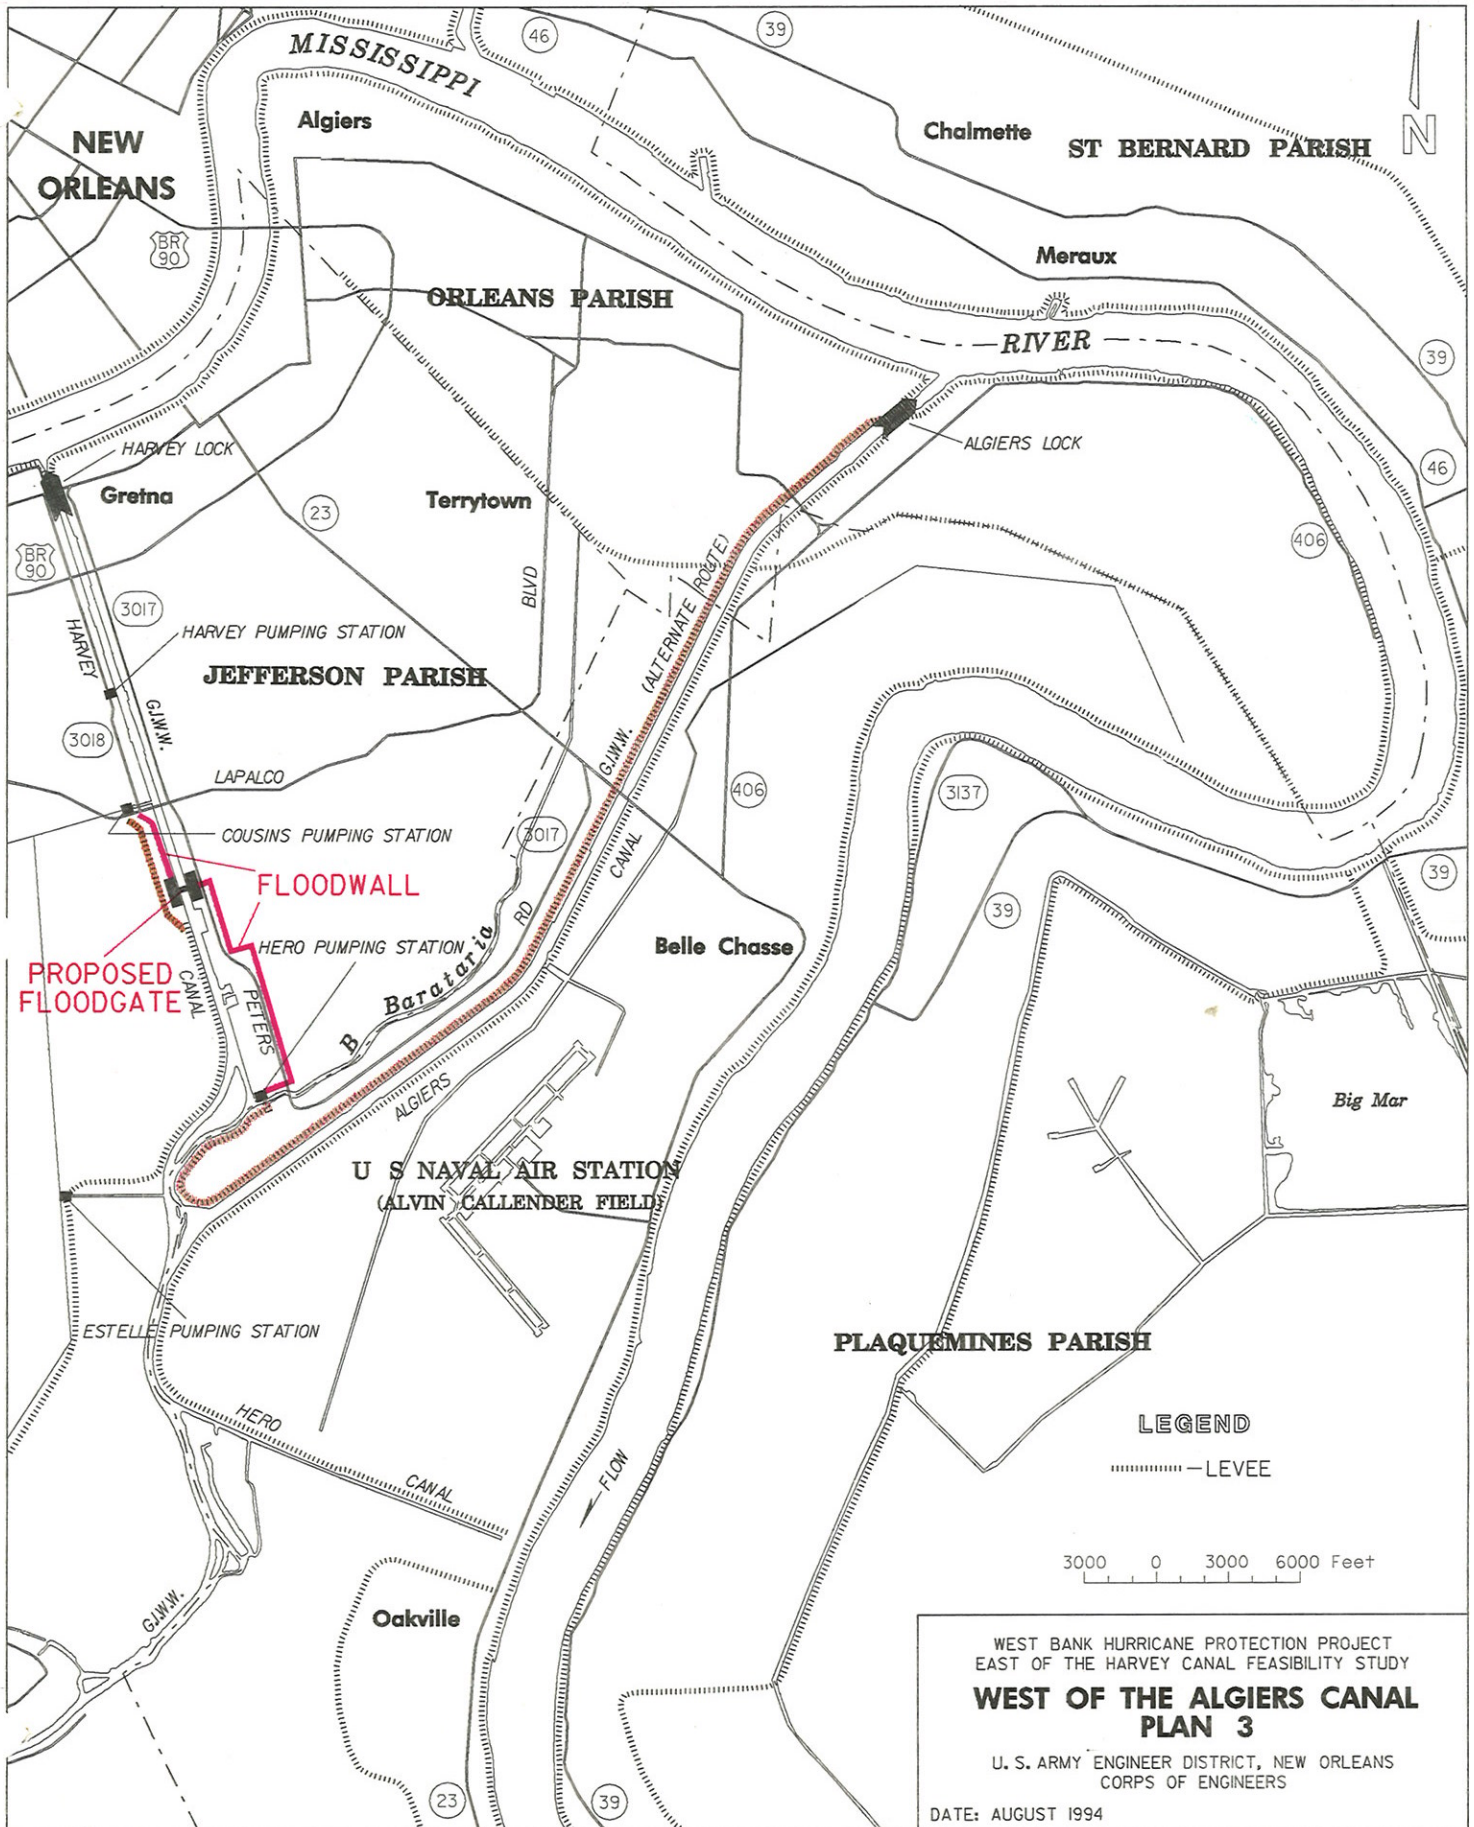 46
39
MISSISSIPPI
Algiers
Chalmette
ST BERNARD PARISH
N
NEW
ORLEANS
BR
90
Meraux
ORLEANS PARISH
RIVER
39
HARVEY LOCK
ALGIERS LOCK
46
Gretna
Terrytown
23
406
BR
90
BLVD
(ALTERNATE ROUTE)
3017
HARVEY
HARVEY PUMPING STATION
JEFFERSON PARISH
G.I.W.W.
3018
G.I.W.W.
LAPALCO
406
3137
COUSINS PUMPING STATION
3017
CANAL
FLOODWALL
39
39
RD
HERO PUMPING STATION
B Barataria
Belle Chasse
PROPOSED
FLOODGATE
CANAL
PETERS
ALGIERS
Big Mar
U S NAVAL AIR STATION
(ALVIN CALLENDER FIELD)
ESTELLE PUMPING STATION
PLAQUEMINES PARISH
HERO
CANAL
FLOW
LEGEND
LEVEE
3000 0 3000 6000 Feet
G.I.W.W.
Oakville
23
39
WEST BANK HURRICANE PROTECTION PROJECT
EAST OF THE HARVEY CANAL FEASIBILITY STUDY
WEST OF THE ALGIERS CANAL
PLAN 3
U. S. ARMY ENGINEER DISTRICT, NEW ORLEANS
CORPS OF ENGINEERS
DATE: AUGUST 1994